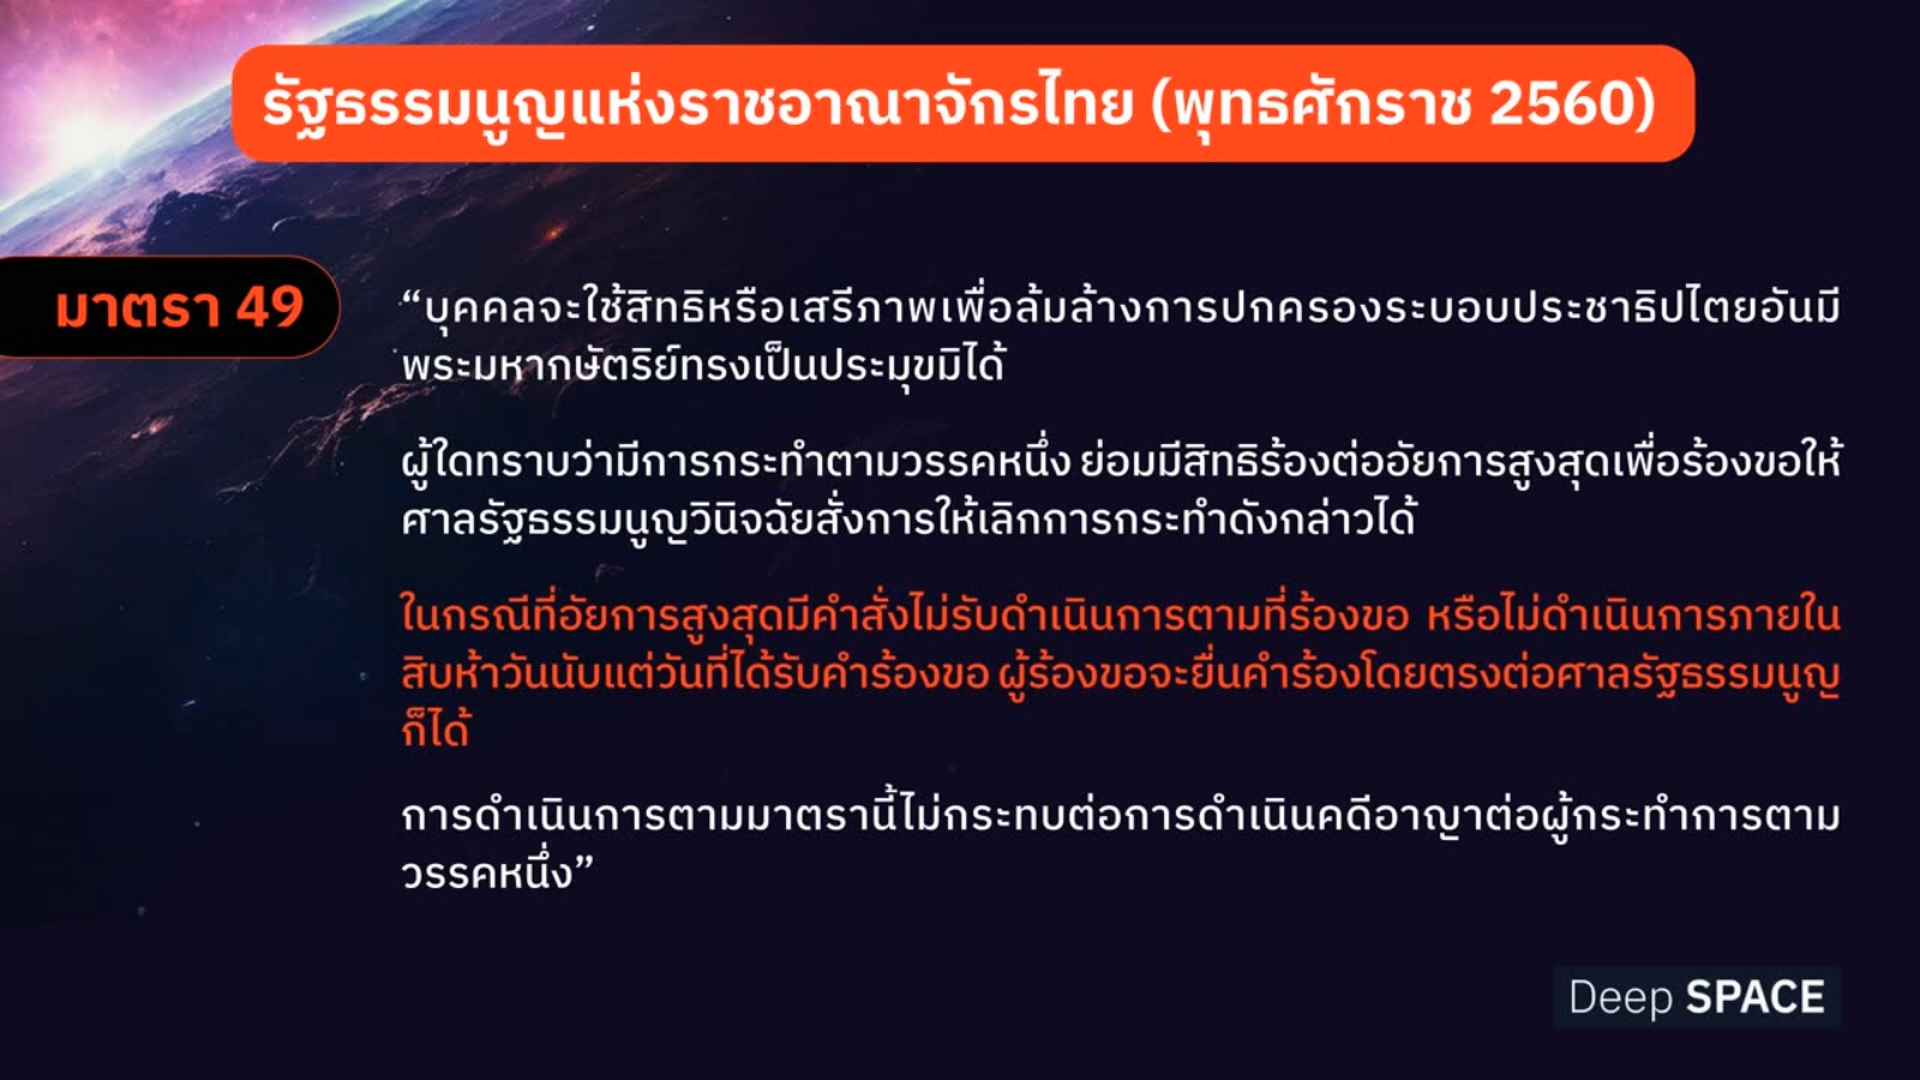 รัฐธรรมนูญแห่งราชอาณาจักรไทย (พุทธศักราช 2560)
มาตรา 49
“บุคคลจะใช้สิทธิหรือเสรีภาพเพื่อล้มล้างการปกครองระบอบประชาธิปไตยอันมี
พระมหากษัตริย์ทรงเป็นประมุขมิได้
ผู้ใดทราบว่ามีการกระทำตามวรรคหนึ่ง ย่อมมีสิทธิร้องต่ออัยการสูงสุดเพื่อร้องขอให้
ศาลรัฐธรรมนูญวินิจฉัยสั่งการให้เลิกการกระทำดังกล่าวได้
ในกรณีที่อัยการสูงสุดมีคำสั่งไม่รับดำเนินการตามที่ร้องขอ หรือไม่ดำเนินการภายใน
สิบห้าวันนับแต่วันที่ได้รับคำร้องขอ ผู้ร้องขอจะยื่นคำร้องโดยตรงต่อศาลรัฐธรรมนูญ
ก็ได้
การดำเนินการตามมาตรานี้ไม่กระทบต่อการดำเนินคดีอาญาต่อผู้กระทำการตาม
วรรคหนึ่ง”
Deep SPACE